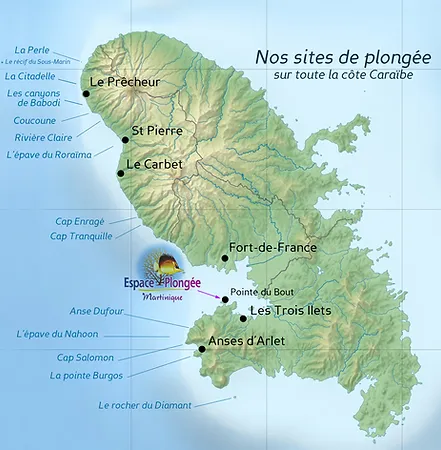 Nos sites de plongée
sur toute la côte Caraïbe
La Perle
Le récif du Sous-Marin
La Citadelle
Le Prêcheur
Les canyons
de Babodi
Coucoune
Rivière Claire
St Pierre
L'épave du Roraïma
Le Carbet
Cap Enragé
Cap Tranquille
Fort-de-France
Espace Plongée
Martinique
Pointe du Bout
Anse Dufour
Les Trois Ilets
L'épave du Nahoon
Anses d'Arlet
Cap Salomon
La pointe Burgos
Le rocher du Diamant